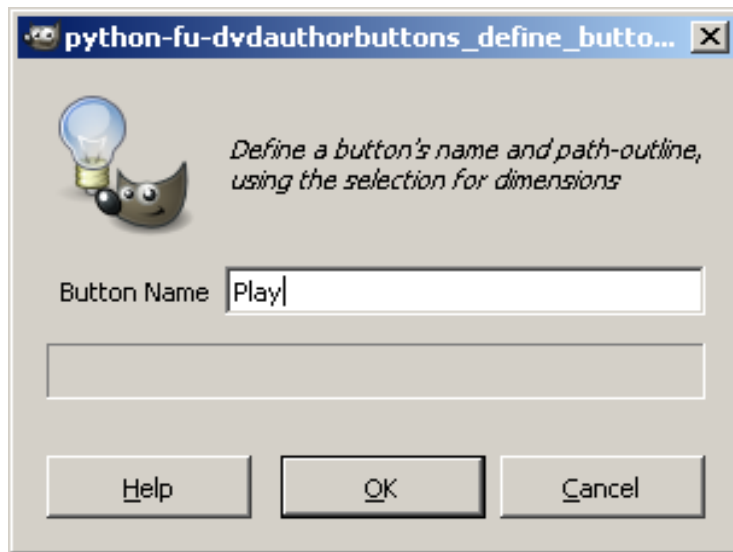 python-fu-dvdauthorbuttons_define_butto...
Define a button's name and path-outline,
using the selection for dimensions
Button Name Play
Help OK Cancel